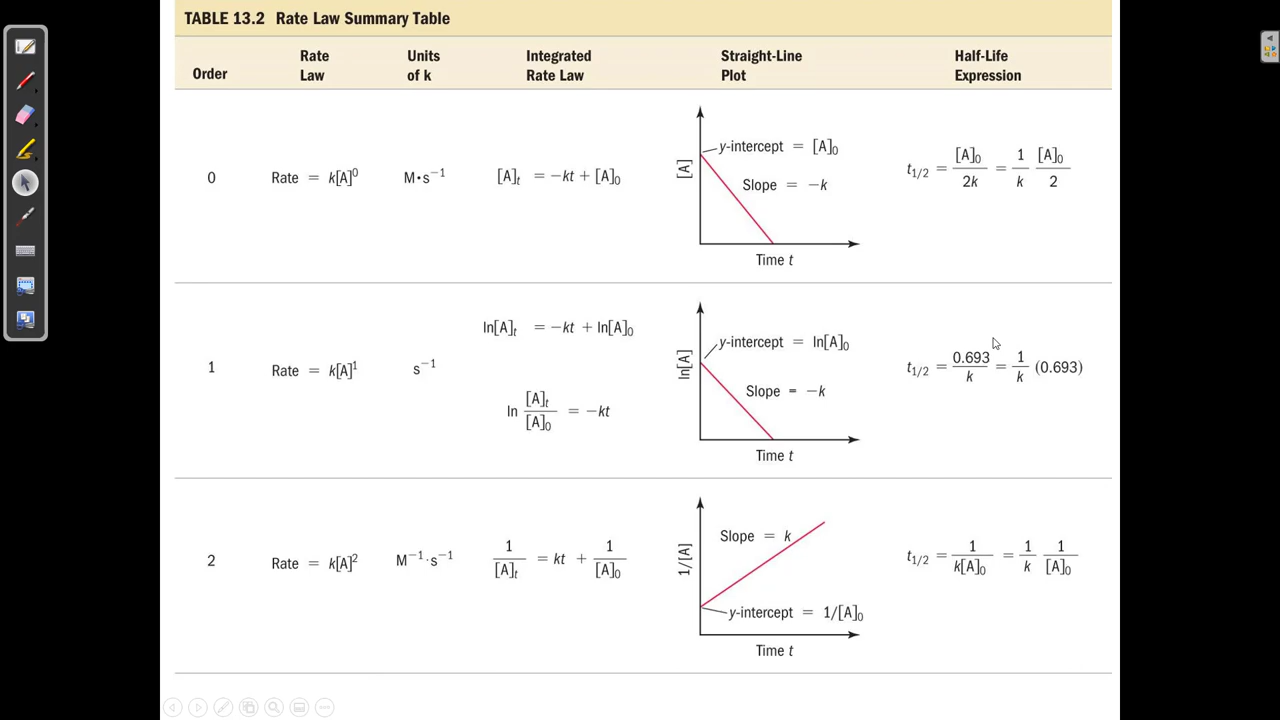 TABLE 13.2 Rate Law Summary Table
Order
Rate Law
Units of k
Integrated Rate Law
Straight-Line Plot
Half-Life Expression
0
Rate = k[A]⁰
M•s⁻¹
[A]ₜ = −kt + [A]₀
[A]
y-intercept = [A]₀
Slope = −k
Time t
t₁/₂ = [A]₀/2k = 1/k [A]₀/2
1
Rate = k[A]¹
s⁻¹
ln[A]ₜ = −kt + ln[A]₀
ln [A]ₜ/[A]₀ = −kt
ln[A]
y-intercept = ln[A]₀
Slope = −k
Time t
t₁/₂ = 0.693/k = 1/k (0.693)
2
Rate = k[A]²
M⁻¹·s⁻¹
1/[A]ₜ = kt + 1/[A]₀
1/[A]
Slope = k
y-intercept = 1/[A]₀
Time t
t₁/₂ = 1/k[A]₀ = 1/k 1/[A]₀